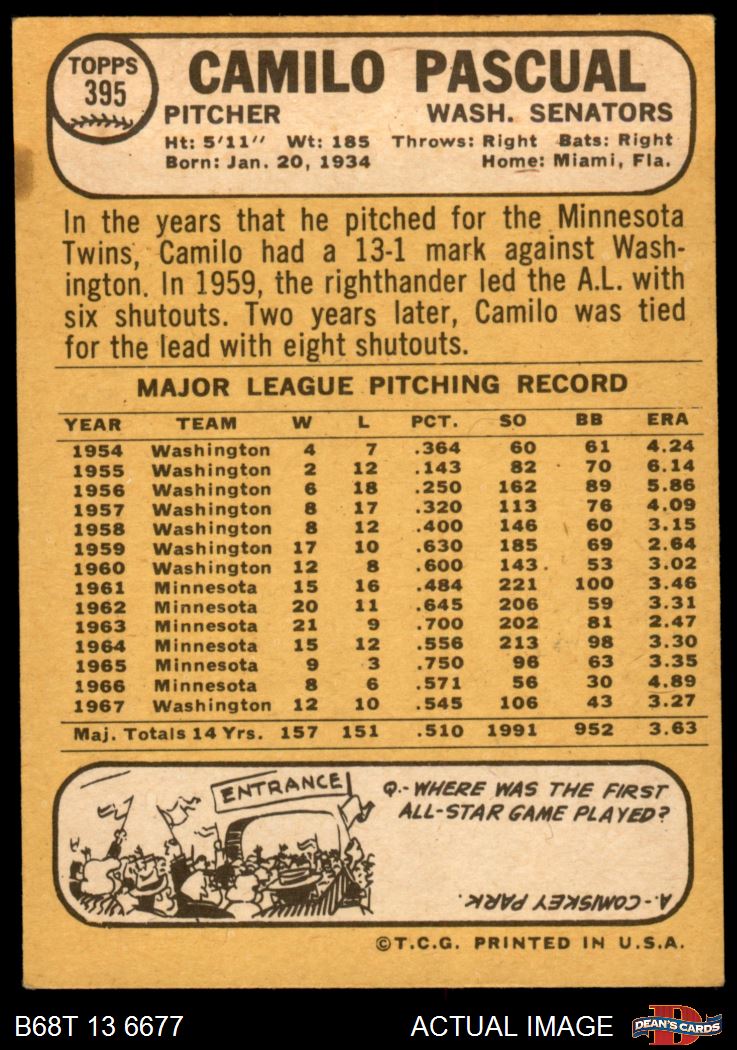 TOPPS
395
CAMILO PASCUAL
PITCHER WASH. SENATORS
Ht: 5'11" Wt: 185 Throws: Right Bats: Right
Born: Jan. 20, 1934 Home: Miami, Fla.
In the years that he pitched for the Minnesota
Twins, Camilo had a 13-1 mark against Wash-
ington. In 1959, the righthander led the A.L. with
six shutouts. Two years later, Camilo was tied
for the lead with eight shutouts.
MAJOR LEAGUE PITCHING RECORD
YEAR TEAM W L PCT. SO BB ERA
1954 Washington 4 7 .364 60 61 4.24
1955 Washington 2 12 .143 82 70 6.14
1956 Washington 6 18 .250 162 89 5.86
1957 Washington 8 17 .320 113 76 4.09
1958 Washington 8 12 .400 146 60 3.15
1959 Washington 17 10 .630 185 69 2.64
1960 Washington 12 8 .600 143 53 3.02
1961 Minnesota 15 16 .484 221 100 3.46
1962 Minnesota 20 11 .645 206 59 3.31
1963 Minnesota 21 9 .700 202 81 2.47
1964 Minnesota 15 12 .556 213 98 3.30
1965 Minnesota 9 3 .750 96 63 3.35
1966 Minnesota 8 6 .571 56 30 4.89
1967 Washington 12 10 .545 106 43 3.27
Maj. Totals 14 Yrs. 157 151 .510 1991 952 3.63
ENTRANCE
Q.- WHERE WAS THE FIRST
ALL-STAR GAME PLAYED?
A.- COMISKEY PARK.
©T.C.G. PRINTED IN U.S.A.
B68T 13 6677 ACTUAL IMAGE DEAN'S CARDS